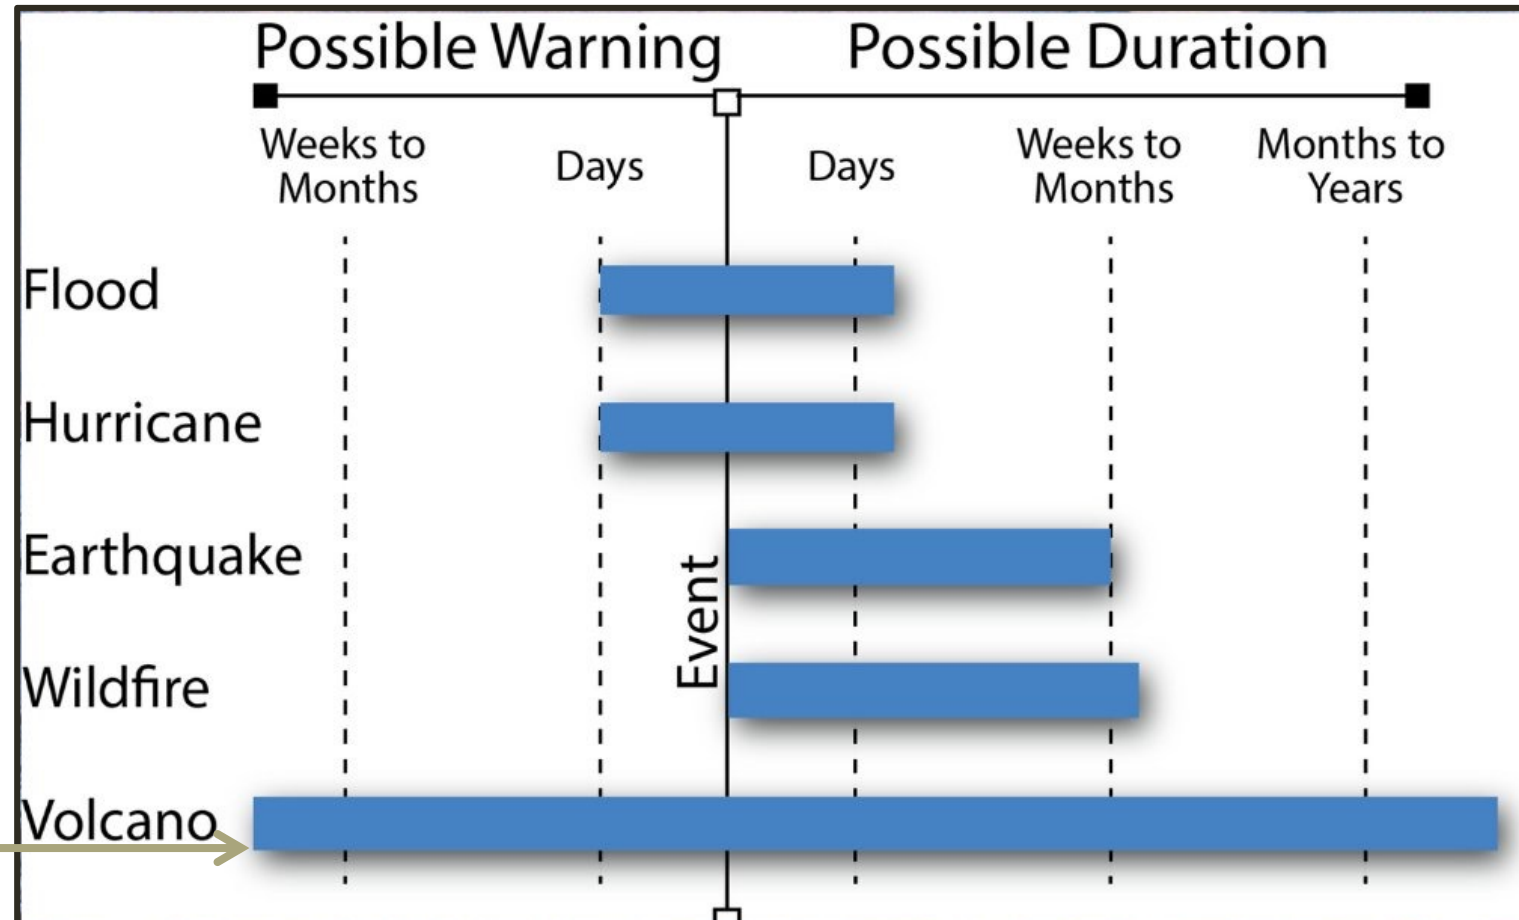 Possible Warning Possible Duration
Weeks to
Months
Days
Days
Weeks to
Months
Months to
Years
Flood
Hurricane
Earthquake
Event
Wildfire
Volcano